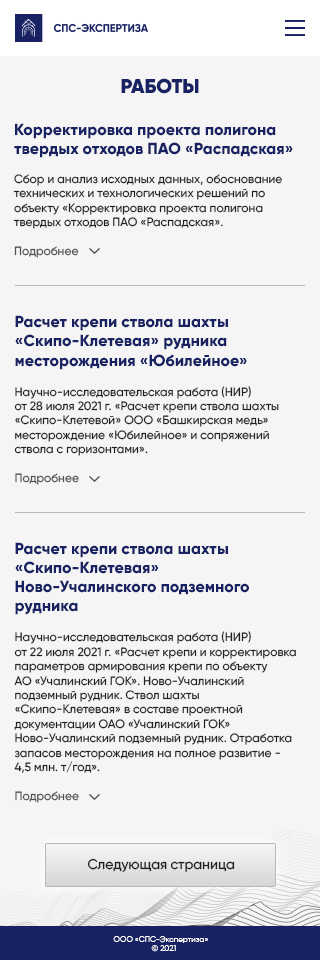 СПС-ЭКСПЕРТИЗА
РАБОТЫ
Корректировка проекта полигона
твердых отходов ПАО «Распадская»
Сбор и анализ исходных данных, обоснование
технических и технологических решений по
объекту «Корректировка проекта полигона
твердых отходов ПАО «Распадская».
Подробнее
Расчет крепи ствола шахты
«Скипо-Клетевая» рудника
месторождения «Юбилейное»
Научно-исследовательская работа (НИР)
от 28 июля 2021 г. «Расчет крепи ствола шахты
«Скипо-Клетевой» ООО «Башкирская медь»
месторождение «Юбилейное» и сопряжений
ствола с горизонтами».
Подробнее
Расчет крепи ствола шахты
«Скипо-Клетевая»
Ново-Учалинского подземного
рудника
Научно-исследовательская работа (НИР)
от 22 июля 2021 г. «Расчет крепи и корректировка
параметров армирования крепи по объекту
АО «Учалинский ГОК». Ново-Учалинский
подземный рудник. Ствол шахты
«Скипо-Клетевая» в составе проектной
документации ОАО «Учалинский ГОК»
Ново-Учалинский подземный рудник. Отработка
запасов месторождения на полное развитие -
4,5 млн. т/год».
Подробнее
Следующая страница
ООО «СПС-Экспертиза»
© 2021